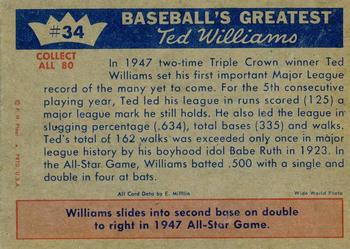 BASEBALL'S GREATEST
#34
Ted Williams
COLLECT
ALL 80
In 1947 two-time Triple Crown winner Ted
Williams set his first important Major League
record of the many yet to come. For the 5th consecutive
playing year, Ted led his league in runs scored (125) a
league mark he still holds. He also led the league in
slugging percentage (.634), total bases (335) and walks.
Ted's total of 162 walks was exceeded only once in major
league history by his boyhood idol Babe Ruth in 1923. In
the All-Star Game, Williams batted .500 with a single and
double in four at bats.
All Card Data by E. Mifflin
Wide World Photo
Williams slides into second base on double
to right in 1947 All-Star Game.